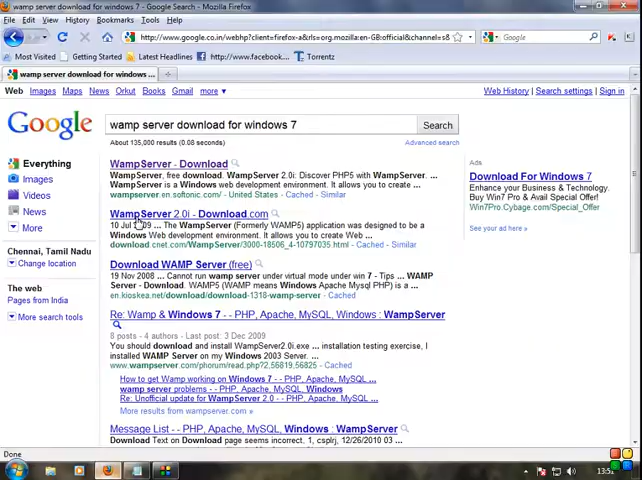 wamp server download for windows 7 - Google Search - Mozilla Firefox
File Edit View History Bookmarks Tools Help
http://www.google.co.in/webhp?client=firefox-a&rls=org.mozilla:en-GB:official&channel=s
Google
Most Visited Getting Started Latest Headlines http://www.facebook.... Torrentz
wamp server download for windows ...
Web Images Maps News Orkut Books Gmail more
Web History | Search settings | Sign in
Google
wamp server download for windows 7
Search
About 135,000 results (0.08 seconds)
Advanced search
Everything
Images
Videos
News
More
Chennai, Tamil Nadu
Change location
The web
Pages from India
More search tools
WampServer - Download
WampServer, free download. WampServer 2.0i: Discover PHP5 with WampServer.
WampServer is a Windows web development environment. It allows you to create ...
wampserver.en.softonic.com/ - United States - Cached - Similar
WampServer 2.0i - Download.com
10 Jul ... The WampServer (Formerly WAMP5) application was designed to be a
Windows Web development environment. It allows you to create Web ...
download.cnet.com/WampServer/3000-18506_4-10797035.html - Cached - Similar
Download WAMP Server (free)
19 Nov 2008 ... Cannot run wamp server under virtual mode under win 7 - Tips ... WAMP
- Download. WAMP5 (WAMP means Windows Apache Mysql PHP) is a ...
en.kioskea.net/download/download-1318-wamp-server - Cached
Re: Wamp & Windows 7 - PHP, Apache, MySQL, Windows : WampServer
8 posts - 4 authors - Last post: 3 Dec 2009
You should download and install WampServer2.0i.exe ... installation testing exercise, I
installed WAMP Server on my Windows 2003 Server. ...
www.wampserver.com/phorum/read.php?2,56819,56825 - Cached
How to get Wamp working on Windows 7 - PHP, Apache, MySQL ...
wamp server problems - PHP, Apache, MySQL, Windows ...
Re: Unofficial update for WampServer 2.0 - PHP, Apache, MySQL ...
More results from wampserver.com »
Message List - PHP, Apache, MySQL, Windows : WampServer
Download Text on Download page seems incorrect, 1, csplrj, 12/26/2010 03 ...
Ads
Download For Windows 7
Enhance your Business & Technology.
Buy Win7 Pro & Avail Special Offer!
Win7Pro.Cybage.com/Special_Offer
See your ad here »
Done